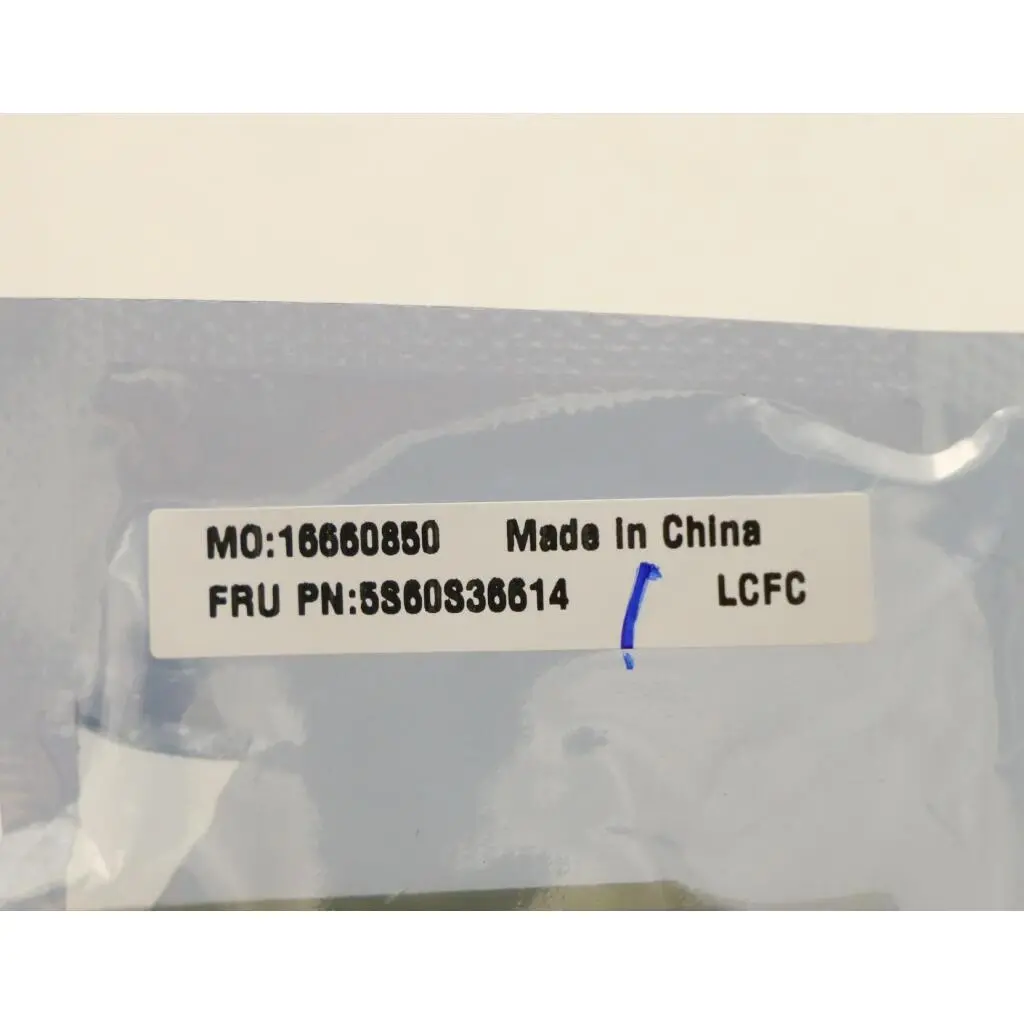 MO:16660850 Made in China
FRU PN:5S60S36614 LCFC